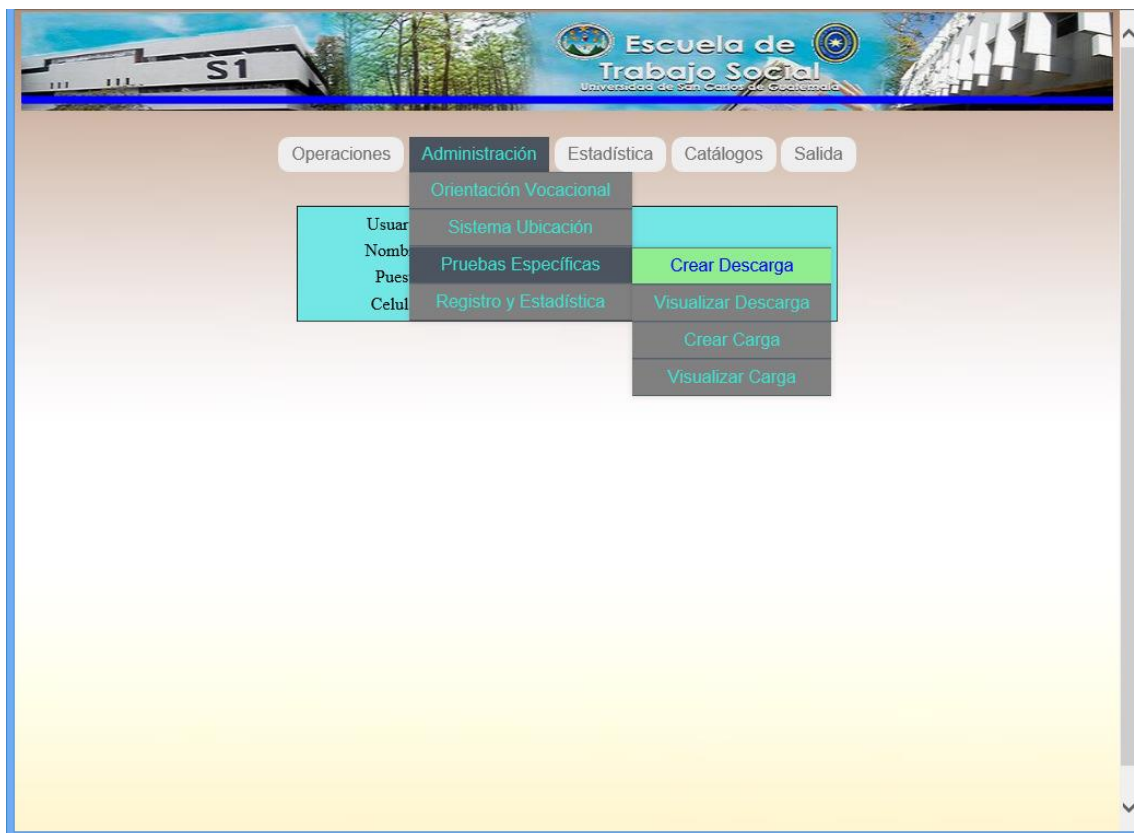 S1
Escuela de
Trabajo Social
Universidad de San Carlos de Guatemala
Operaciones Administración Estadística Catálogos Salida
Orientación Vocacional
Usuar Sistema Ubicación
Nomb
Pruebas Específicas Crear Descarga
Pues
Celul Registro y Estadística Visualizar Descarga
Crear Carga
Visualizar Carga